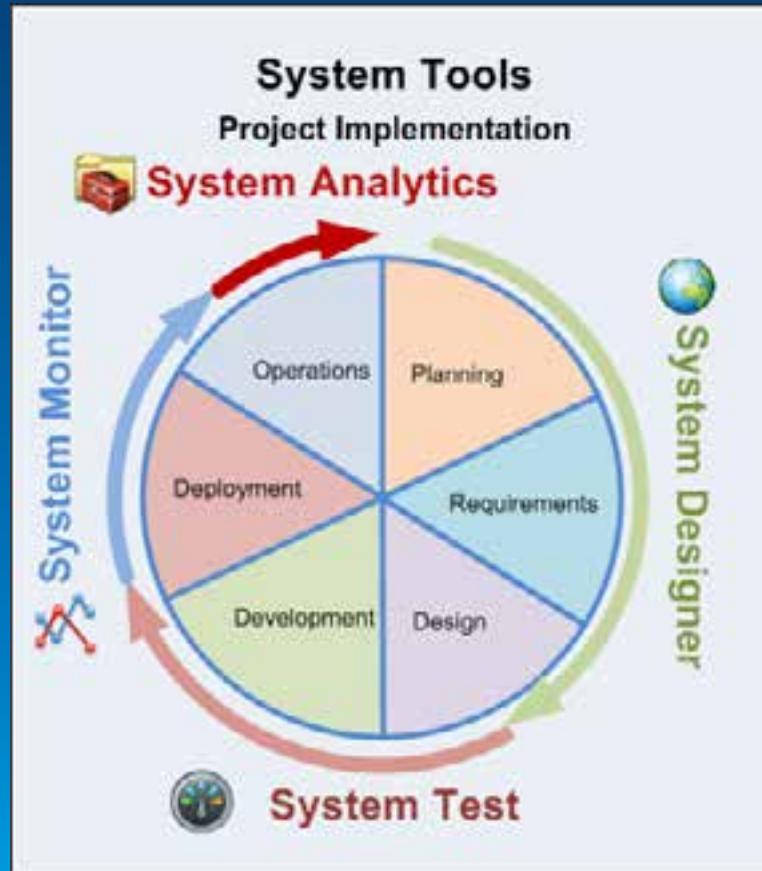 System Tools
Project Implementation
System Analytics
System Monitor
System Designer
Operations
Planning
Deployment
Requirements
Development
Design
System Test